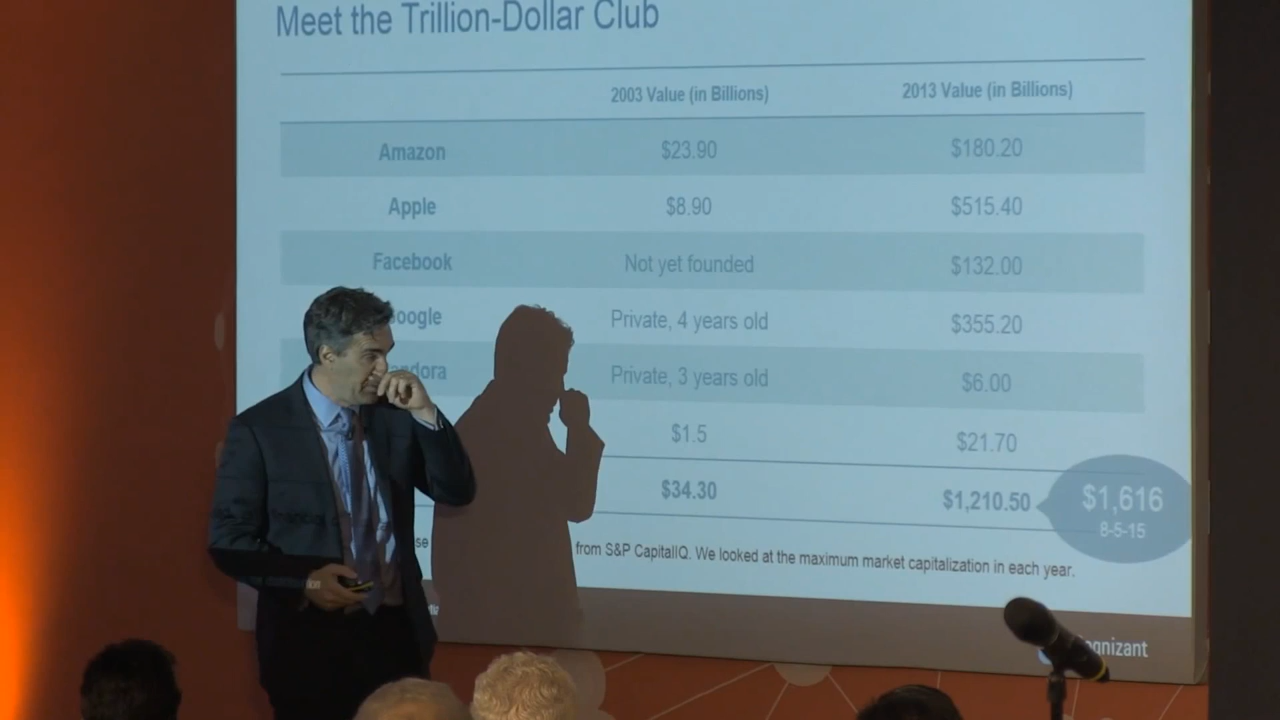 Meet the Trillion-Dollar Club
2003 Value (in Billions) 2013 Value (in Billions)
Amazon $23.90 $180.20
Apple $8.90 $515.40
Facebook Not yet founded $132.00
oogle Private, 4 years old $355.20
ndora Private, 3 years old $6.00
$1.5 $21.70
$34.30 $1,210.50 $1,616
8-5-15
from S&P CapitalIQ. We looked at the maximum market capitalization in each year.
gnizant